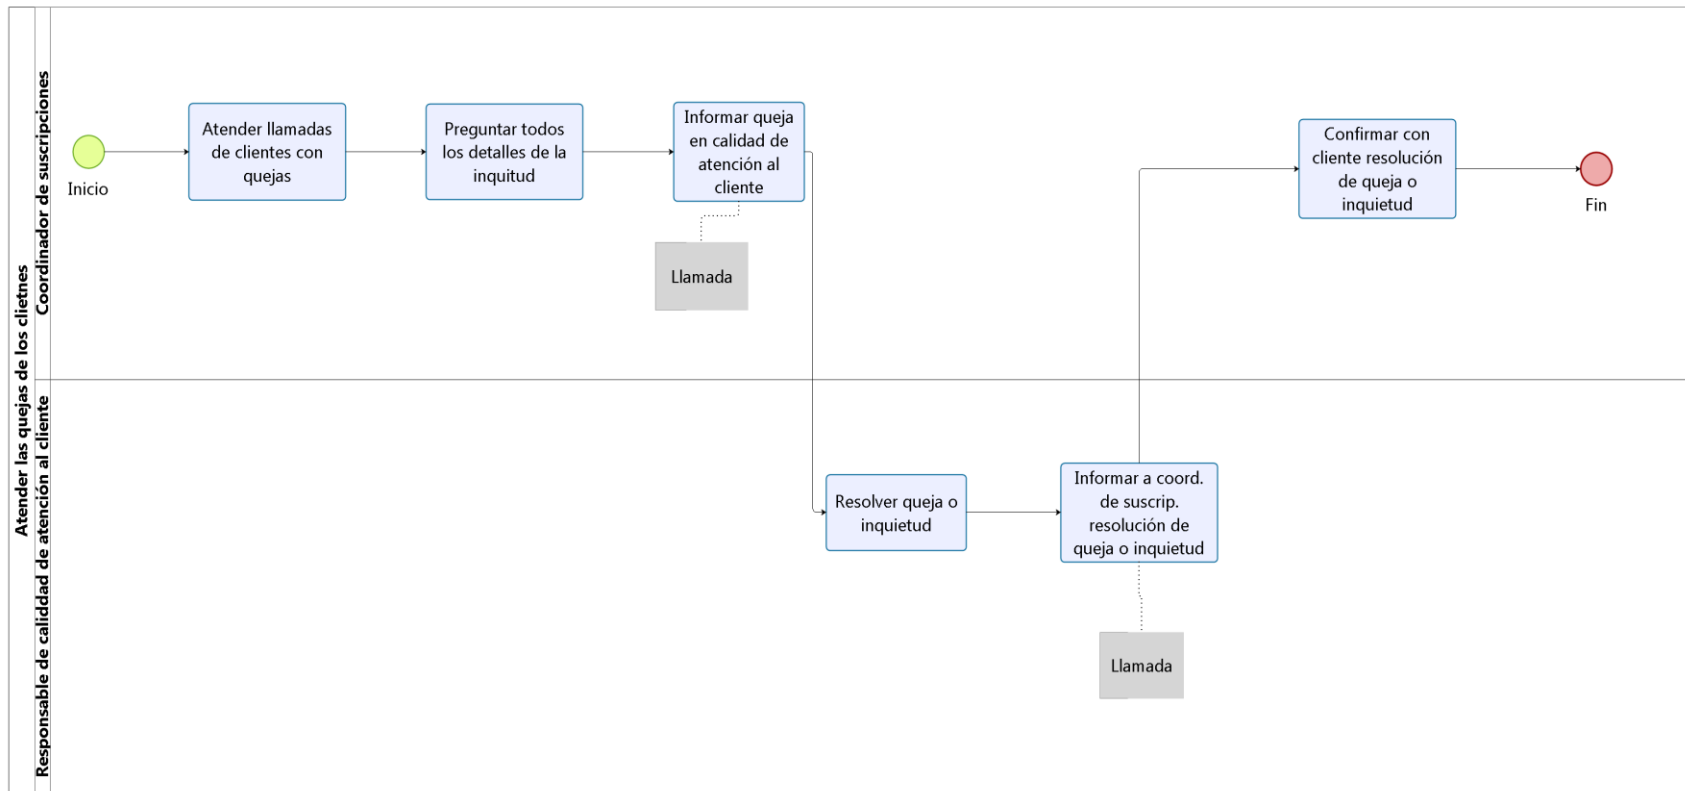 Atender las quejas de los clietnes
Coordinador de suscripciones
Inicio
Atender llamadas
de clientes con
quejas
Preguntar todos
los detalles de la
inquitud
Informar queja
en calidad de
atención al
cliente
Llamada
Confirmar con
cliente resolución
de queja o
inquietud
Fin
Responsable de caliddad de atención al cliente
Resolver queja o
inquietud
Informar a coord.
de suscrip.
resolución de
queja o inquietud
Llamada